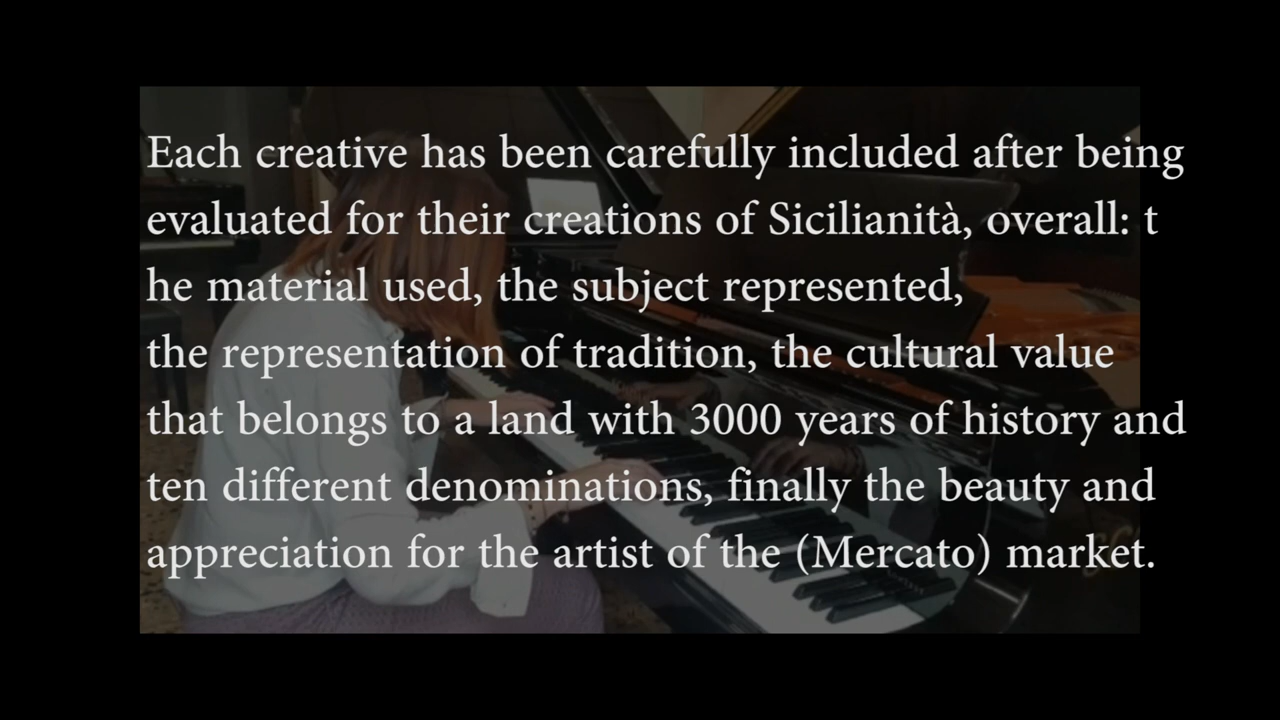 Each creative has been carefully included after being
evaluated for their creations of Sicilianità, overall: t
he material used, the subject represented,
the representation of tradition, the cultural value
that belongs to a land with 3000 years of history and
ten different denominations, finally the beauty and
appreciation for the artist of the (Mercato) market.